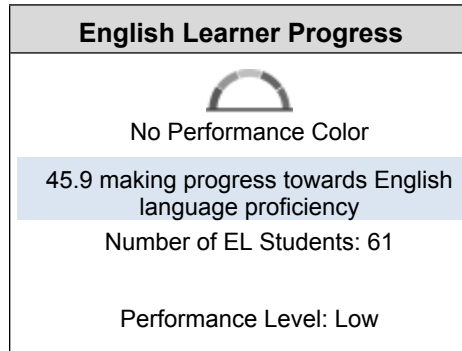 English Learner Progress
No Performance Color
45.9 making progress towards English
language proficiency
Number of EL Students: 61
Performance Level: Low